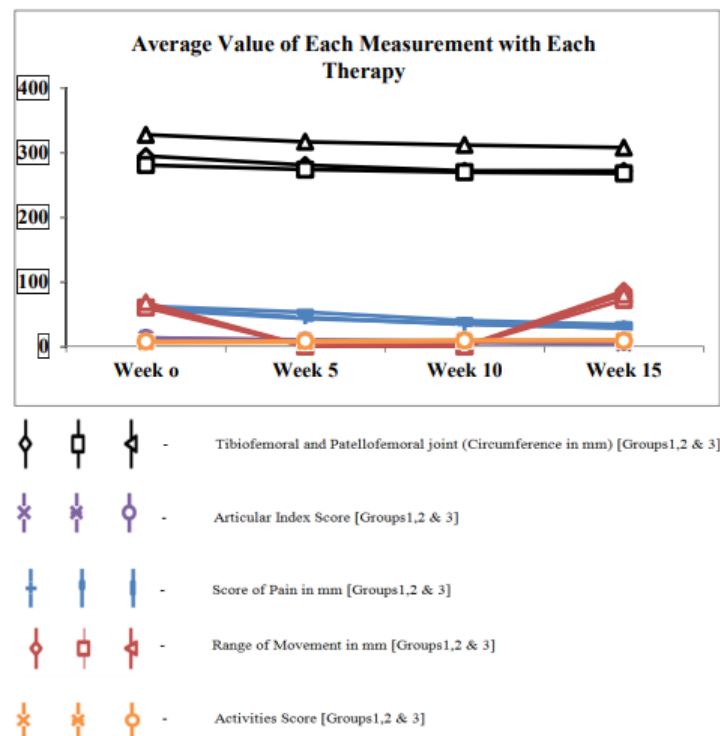 Average Value of Each Measurement with Each
Therapy
400
300
200
100
0
Week o
Week 5
Week 10
Week 15
- Tibiofemoral and Patellofemoral joint (Circumference in mm) [Groups1,2 & 3]
- Articular Index Score [Groups1,2 & 3]
- Score of Pain in mm [Groups1,2 & 3]
- Range of Movement in mm [Groups1,2 & 3]
- Activities Score [Groups1,2 & 3]